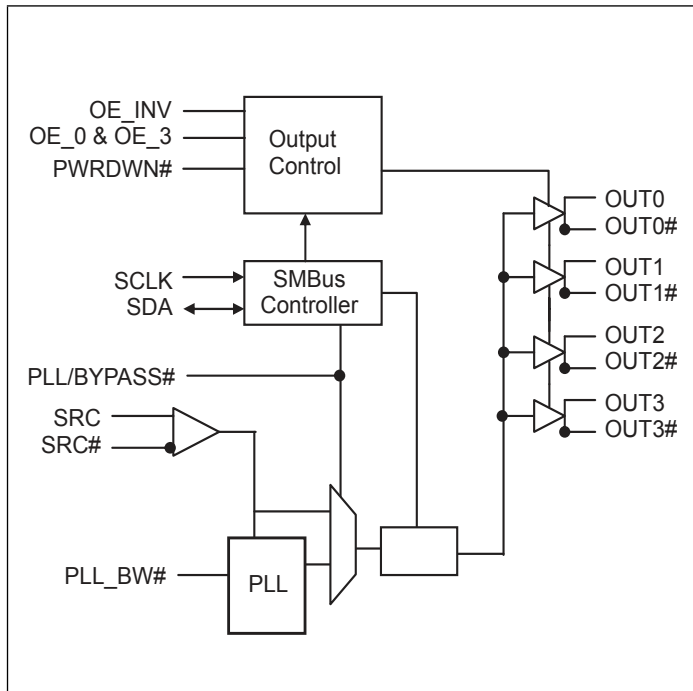 OE_INV
OE_0 & OE_3
PWRDWN#
Output
Control
OUT0
OUT0#
SCLK
SDA
SMBus
Controller
OUT1
OUT1#
OUT2
OUT2#
PLL/BYPASS#
OUT3
OUT3#
SRC
SRC#
PLL_BW#
PLL